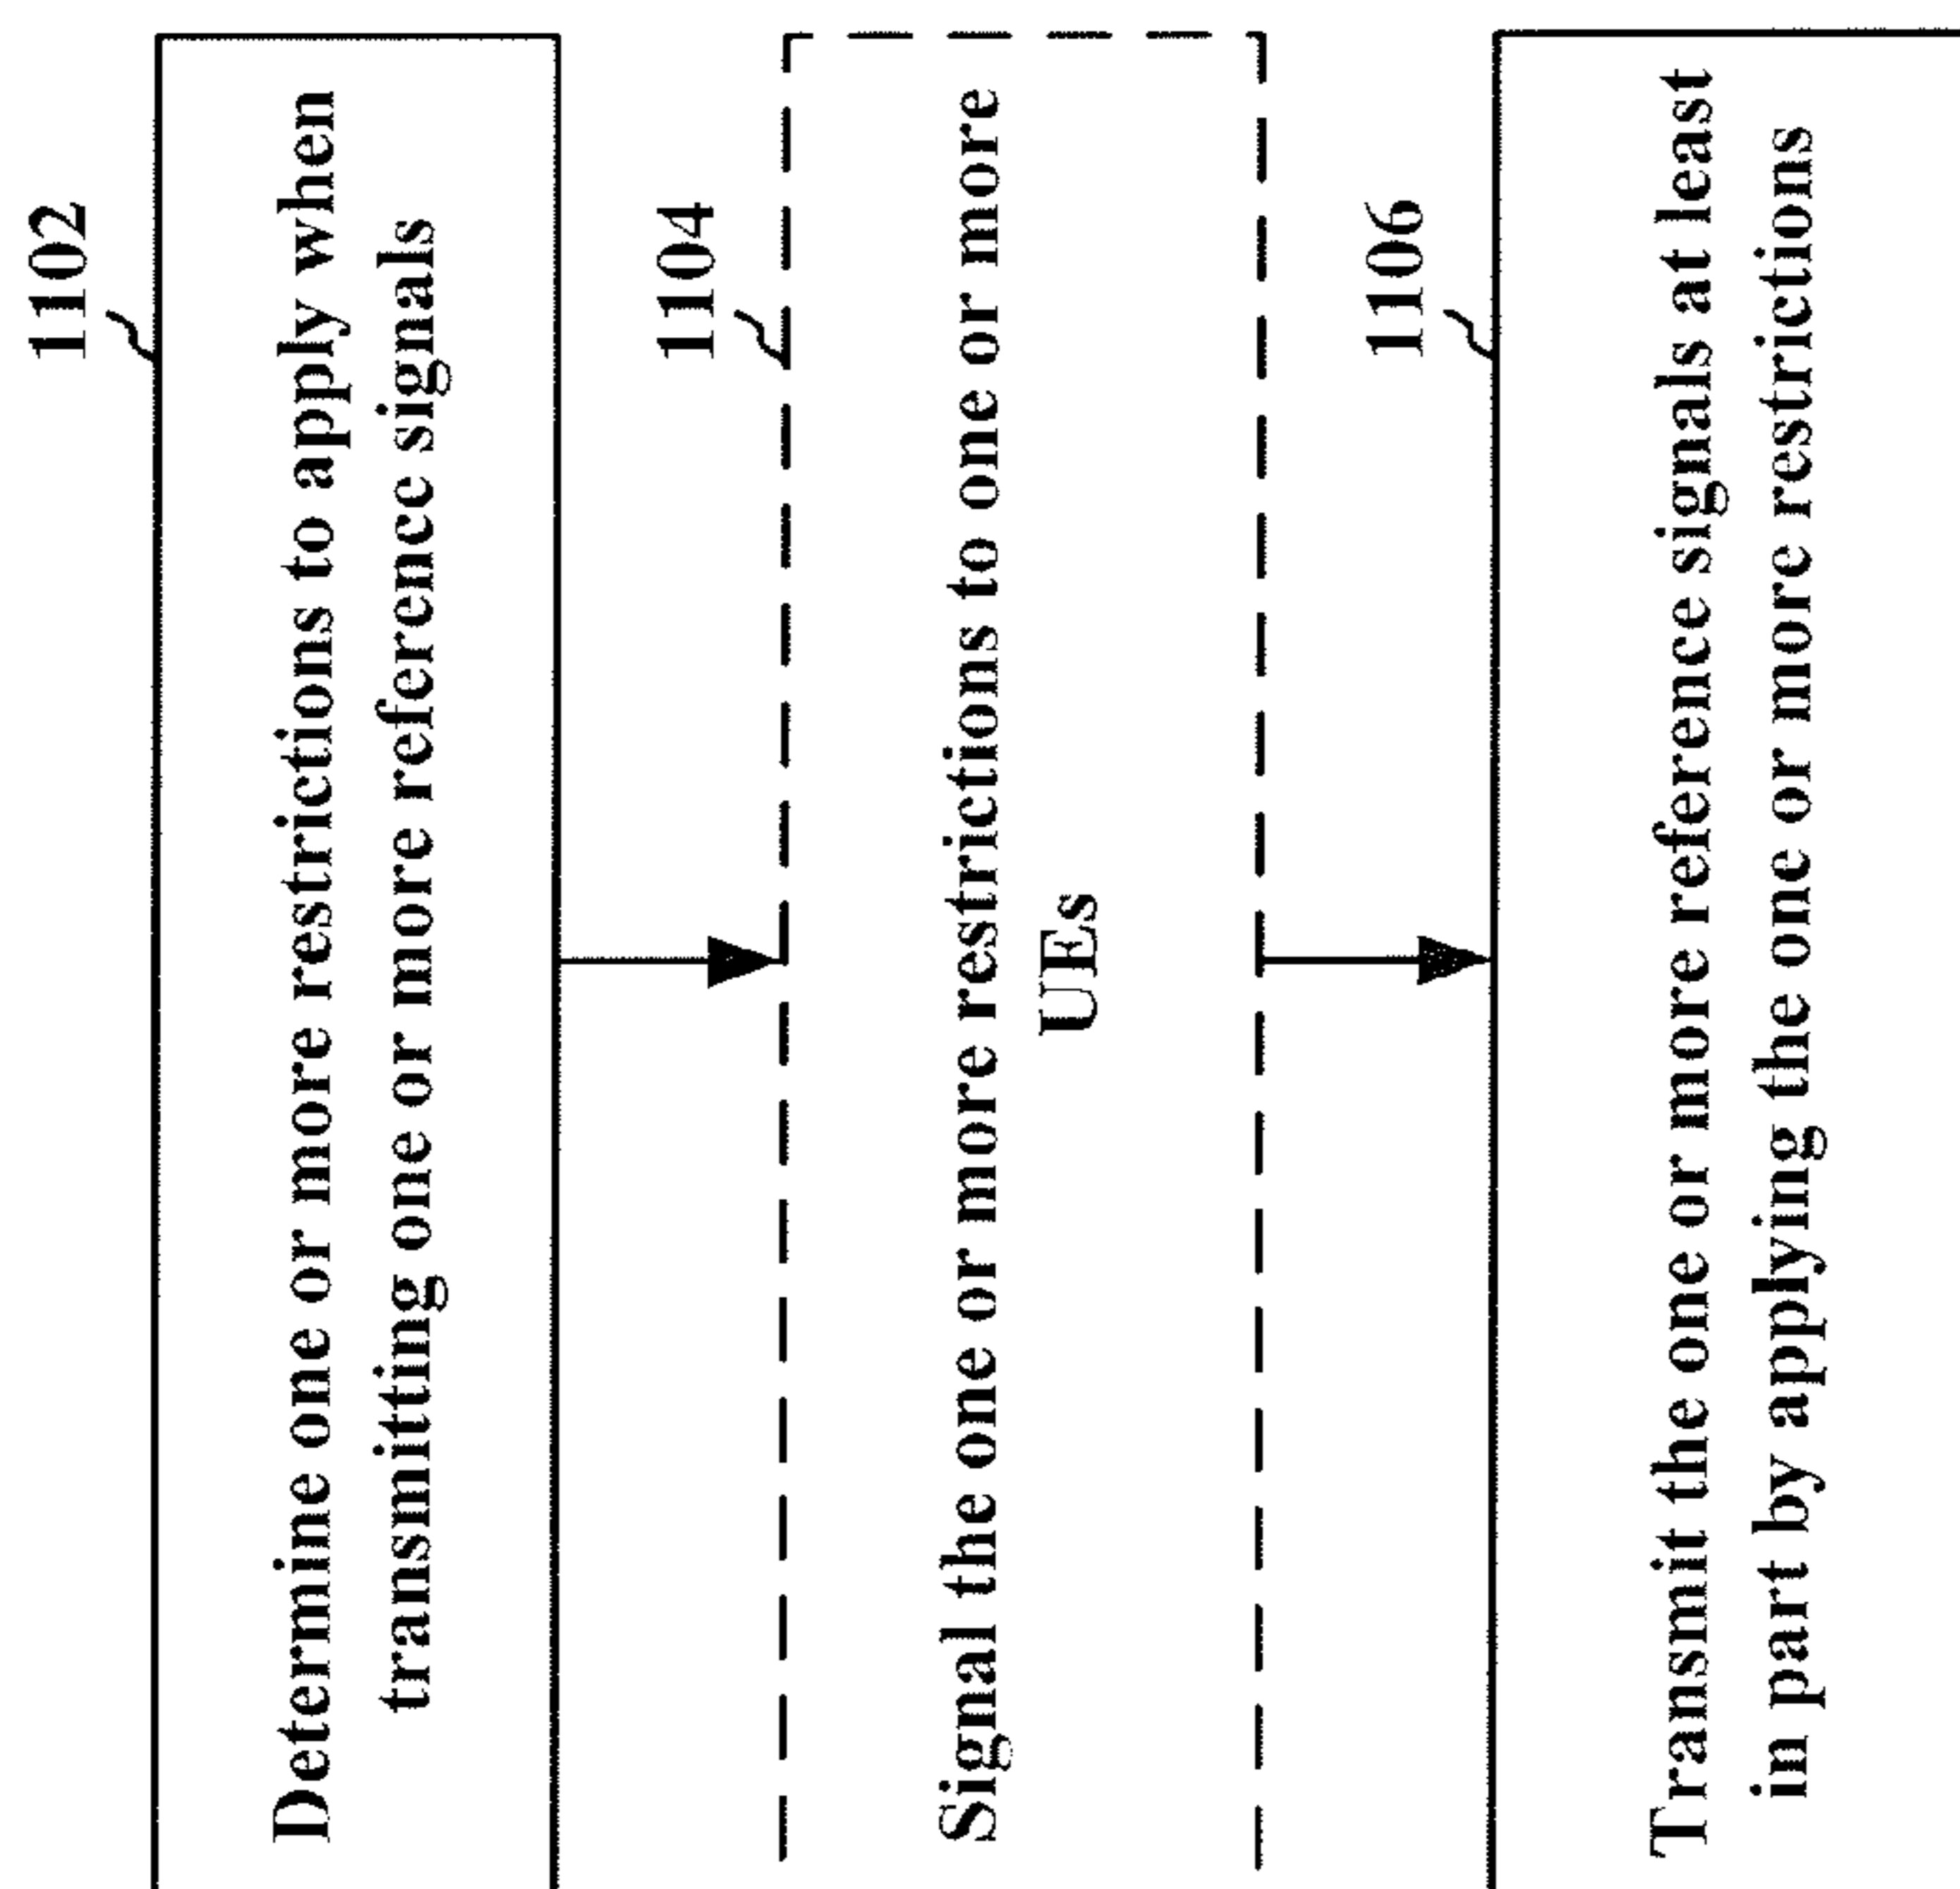 1102
Determine one or more restrictions to apply when
transmitting one or more reference signals
1104
Signal the one or more restrictions to one or more
UEs
1106
Transmit the one or more reference signals at least
in part by applying the one or more restrictions